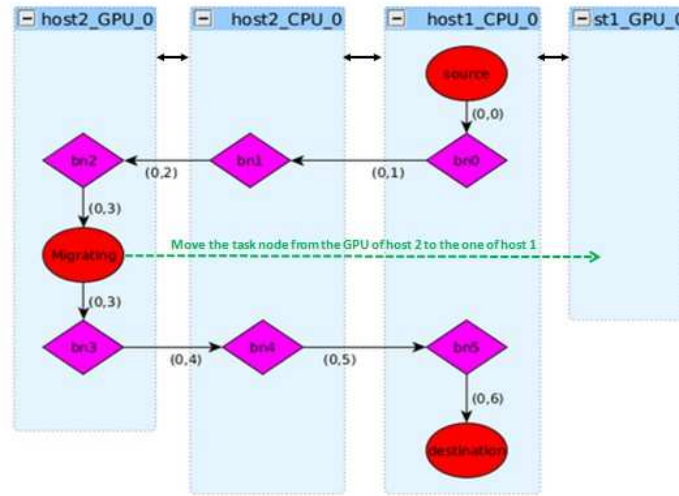 host2_GPU_0 host2_CPU_0 host1_CPU_0 st1_GPU_0
source
(0,0)
bn2 bn1 bn0
(0,2) (0,1)
(0,3)
Move the task node from the GPU of host 2 to the one of host 1
Migrating
(0,3)
bn3 bn4 bn5
(0,4) (0,5)
(0,6)
destination